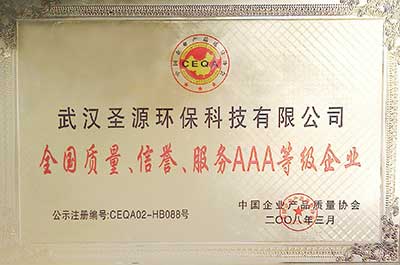 CEQA
武汉圣源环保科技有限公司
全国质量、信誉、服务AAA等级企业
公示注册编号:CEQA02-HB088号
中国企业产品质量协会
二〇〇八年三月